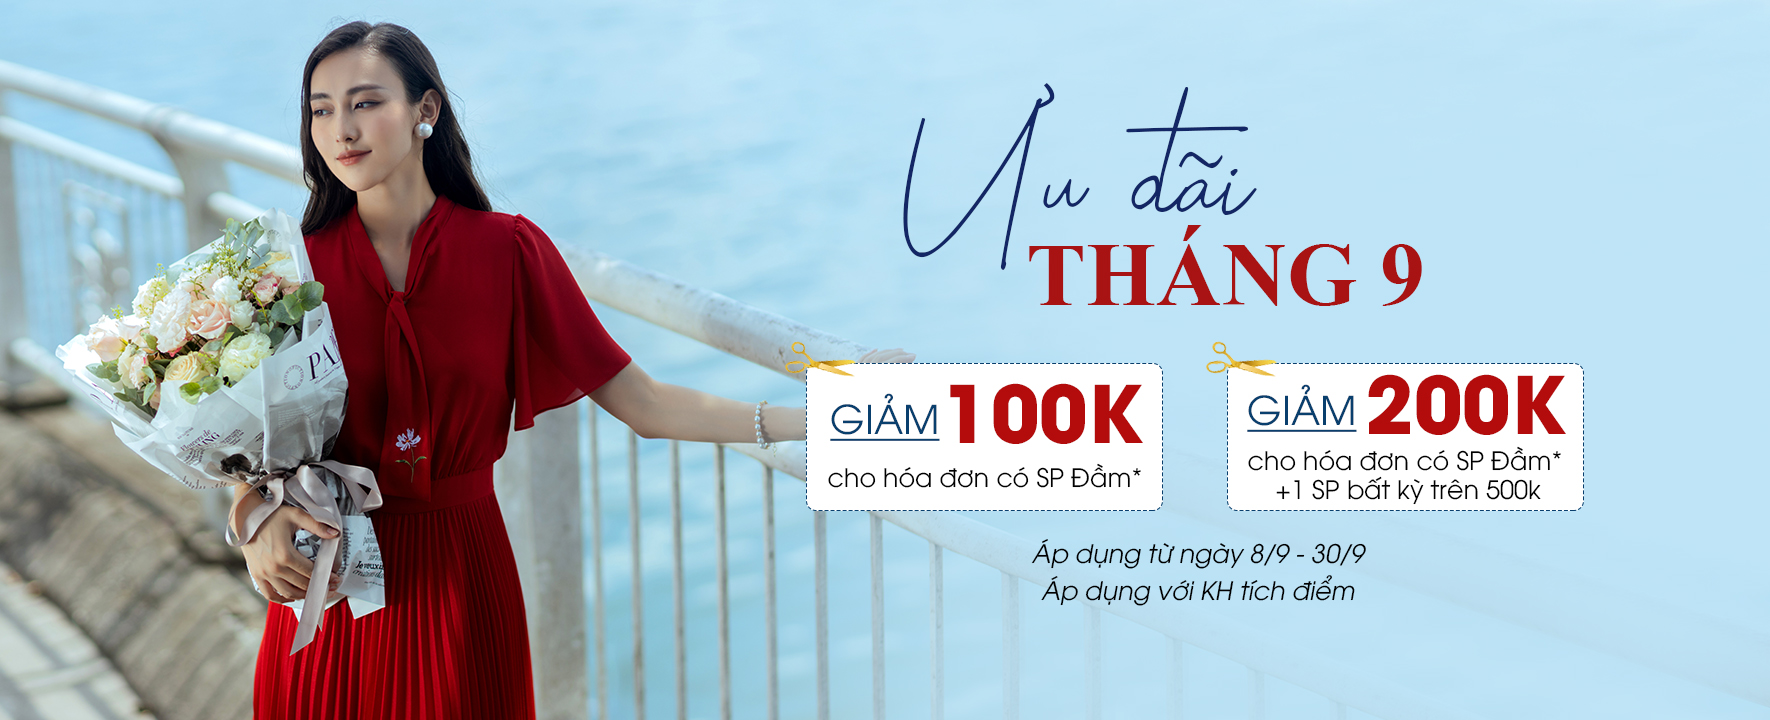 Ưu đãi
THÁNG 9
GIẢM 100K
cho hóa đơn có SP Đầm*
GIẢM 200K
cho hóa đơn có SP Đầm*
+1 SP bất kỳ trên 500k
Áp dụng từ ngày 8/9 - 30/9
Áp dụng với KH tích điểm